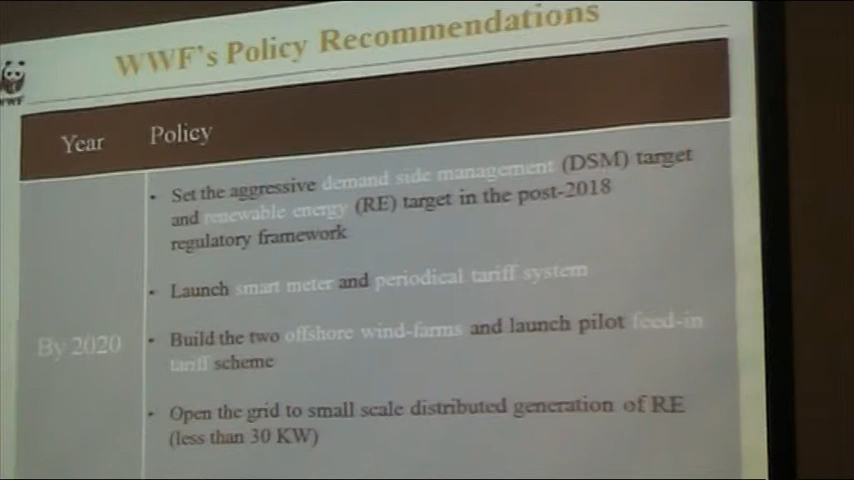 WWF's Policy Recommendations
WWF
Year Policy
• Set the aggressive demand side management (DSM) target
and renewable energy (RE) target in the post-2018
regulatory framework
• Launch smart meter and periodical tariff system
By 2020
• Build the two offshore wind-farms and launch pilot feed-in
tariff scheme
• Open the grid to small scale distributed generation of RE
(less than 30 KW)